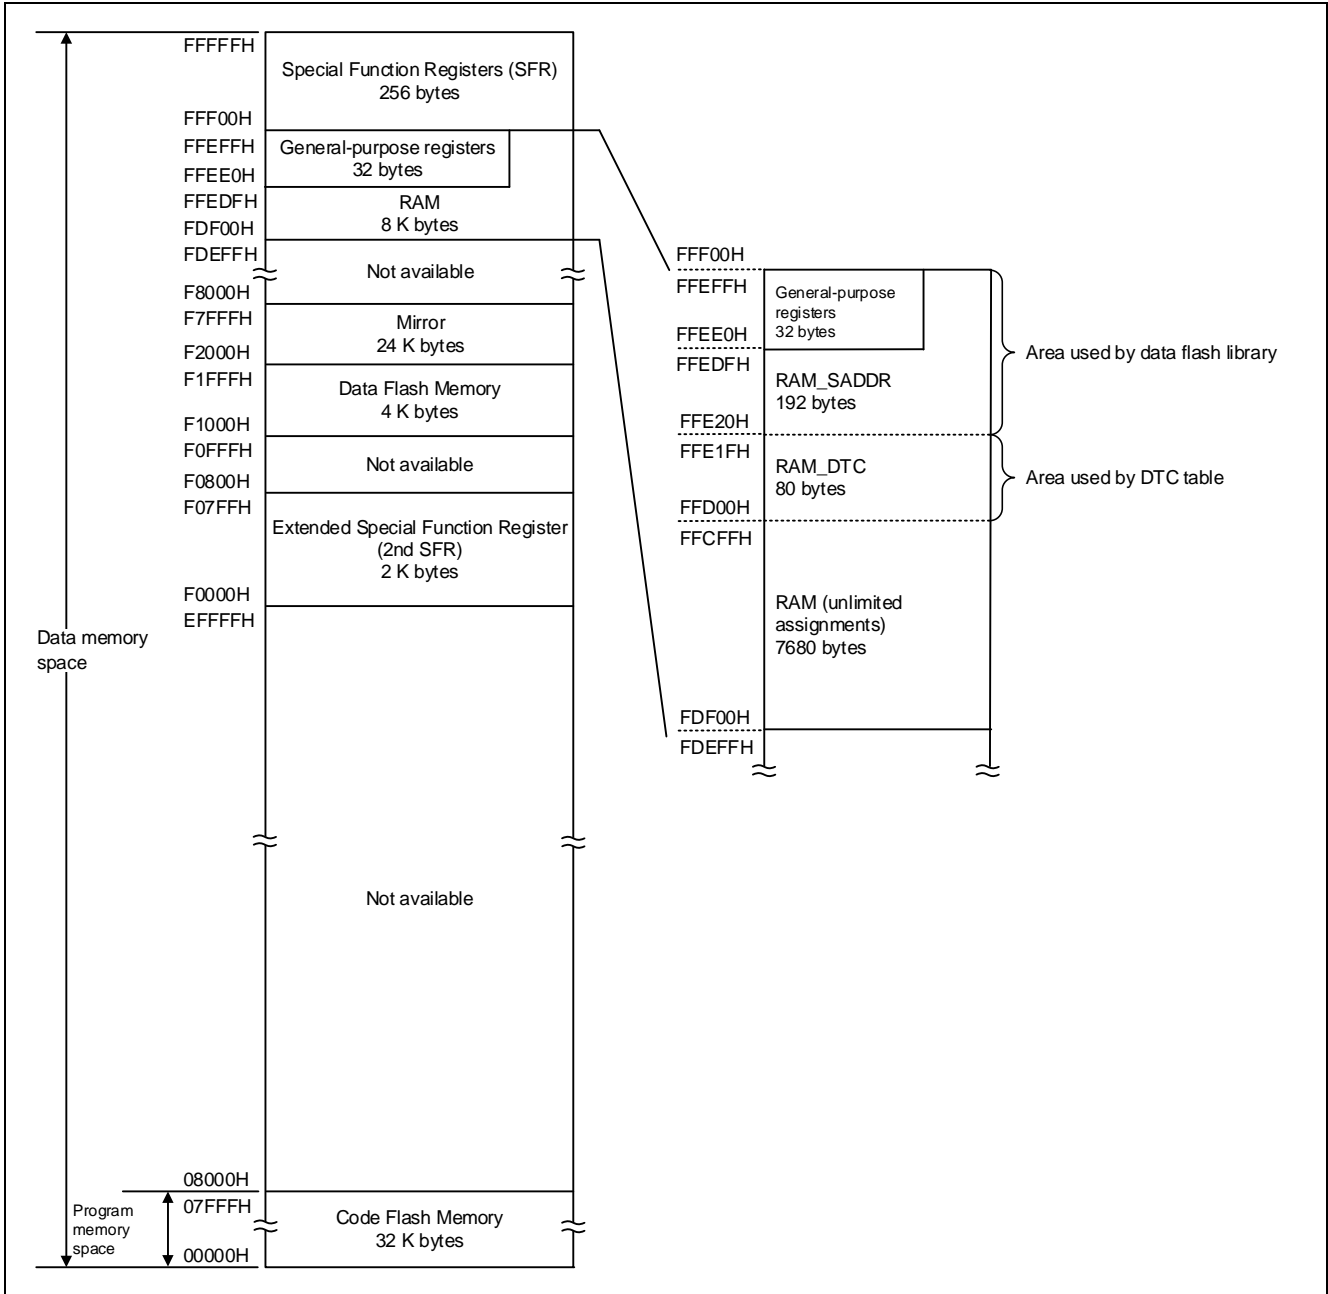 FFFFFH
Special Function Registers (SFR)
256 bytes
FFF00H
FFEFFH
General-purpose registers
32 bytes
FFEE0H
FFEDFH
RAM
8 K bytes
FDF00H
FDEFFH
Not available
F8000H
F7FFFH
Mirror
24 K bytes
F2000H
F1FFFH
Data Flash Memory
4 K bytes
F1000H
F0FFFH
Not available
F0800H
F07FFH
Extended Special Function Register
(2nd SFR)
2 K bytes
F0000H
EFFFFH
Data memory
space
Not available
08000H
07FFFH
Program
memory
space
Code Flash Memory
32 K bytes
00000H
FFF00H
FFEFFH
General-purpose
registers
32 bytes
FFEE0H
FFEDFH
Area used by data flash library
RAM_SADDR
192 bytes
FFE20H
FFE1FH
RAM_DTC
80 bytes
Area used by DTC table
FFD00H
FFCFFH
RAM (unlimited
assignments)
7680 bytes
FDF00H
FDEFFH